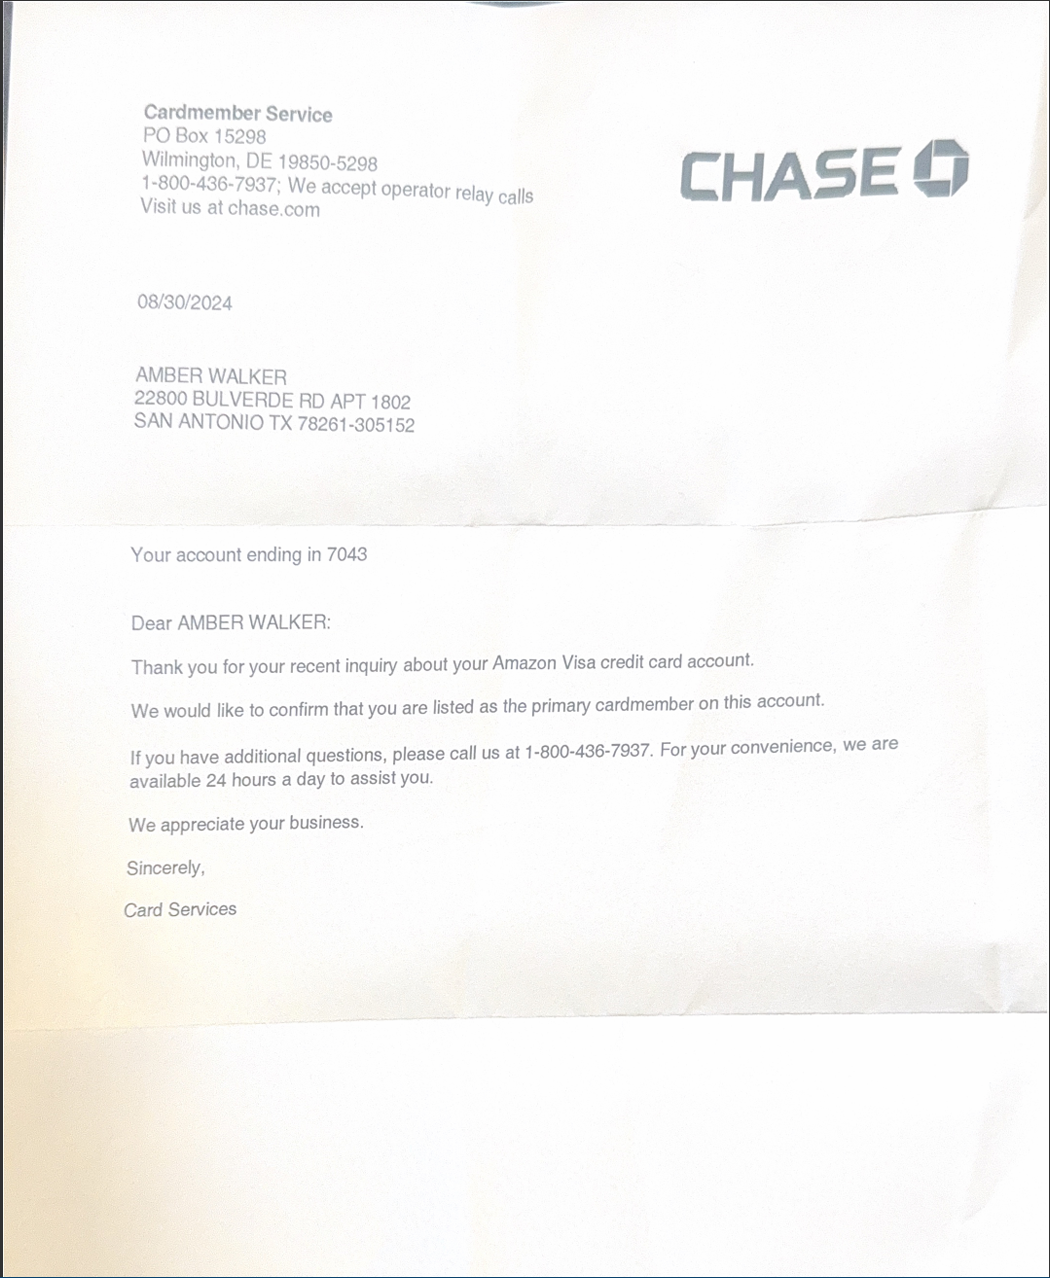 Cardmember Service
PO Box 15298
Wilmington, DE 19850-5298
1-800-436-7937; We accept operator relay calls
Visit us at chase.com
CHASE
08/30/2024
AMBER WALKER
22800 BULVERDE RD APT 1802
SAN ANTONIO TX 78261-305152
Your account ending in 7043
Dear AMBER WALKER:
Thank you for your recent inquiry about your Amazon Visa credit card account.
We would like to confirm that you are listed as the primary cardmember on this account.
If you have additional questions, please call us at 1-800-436-7937. For your convenience, we are
available 24 hours a day to assist you.
We appreciate your business.
Sincerely,
Card Services